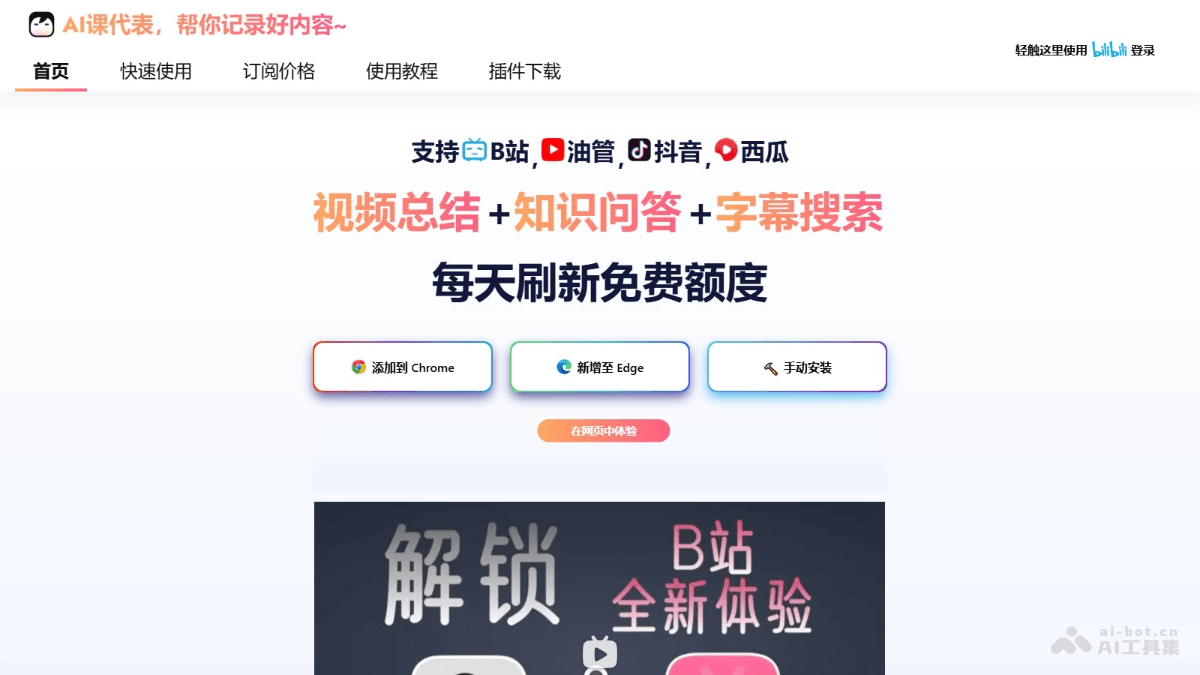 AI课代表，帮你记录好内容~
轻触这里使用 bilibili 登录
首页 快速使用 订阅价格 使用教程 插件下载
支持B站,油管,抖音,西瓜
视频总结+知识问答+字幕搜索
每天刷新免费额度
添加到 Chrome 新增至 Edge 手动安装
在网页中体验
解锁 B站
全新体验
ai-bot.cn
AI工具集